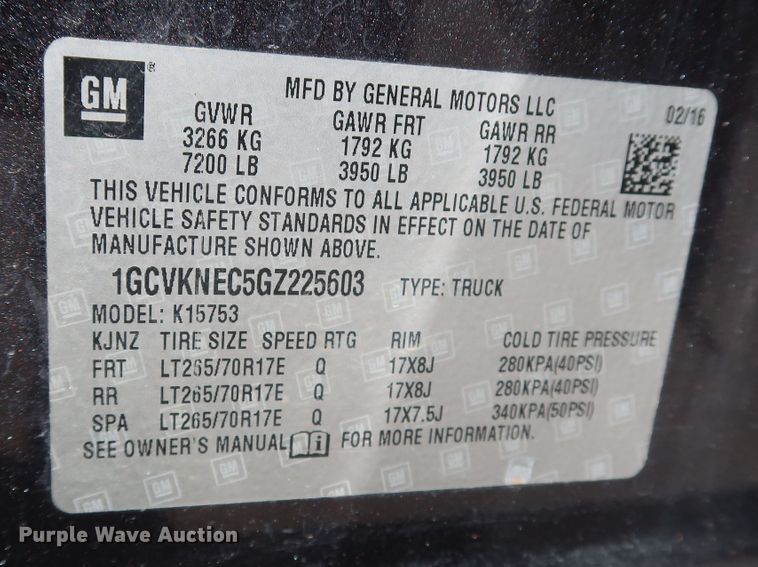 GM ®
MFD BY GENERAL MOTORS LLC
02/16
GVWR GAWR FRT GAWR RR
3266 KG 1792 KG 1792 KG
7200 LB 3950 LB 3950 LB
THIS VEHICLE CONFORMS TO ALL APPLICABLE U.S. FEDERAL MOTOR
VEHICLE SAFETY STANDARDS IN EFFECT ON THE DATE OF
MANUFACTURE SHOWN ABOVE.
1GCVKNEC5GZ225603 TYPE: TRUCK
MODEL: K15753
KJNZ TIRE SIZE SPEED RTG RIM COLD TIRE PRESSURE
FRT LT265/70R17E Q 17X8J 280KPA(40PSI)
RR LT265/70R17E Q 17X8J 280KPA(40PSI)
SPA LT265/70R17E Q 17X7.5J 340KPA(50PSI)
SEE OWNER'S MANUAL i FOR MORE INFORMATION.
Purple Wave Auction